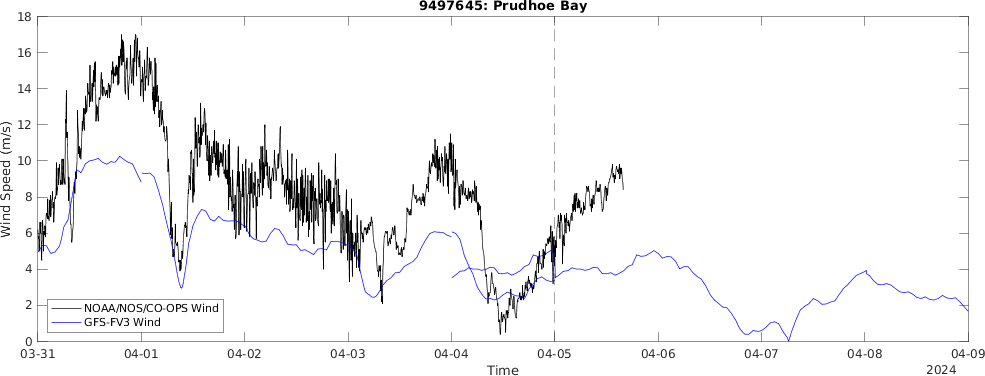 9497645: Prudhoe Bay
Wind Speed (m/s)
18
16
14
12
10
8
6
4
2
0
NOAA/NOS/CO-OPS Wind
GFS-FV3 Wind
03-31 04-01 04-02 04-03 04-04 04-05 04-06 04-07 04-08 04-09
Time
2024